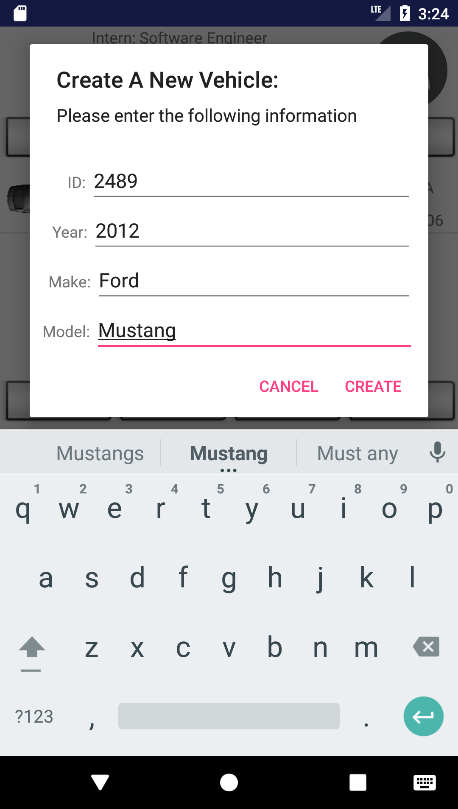 LTE 3:24
Intern: Software Engineer
Create A New Vehicle:
Please enter the following information
ID: 2489
A
Year: 2012
06
Make: Ford
Model: Mustang
CANCEL CREATE
Mustangs Mustang Must any
1 2 3 4 5 6 7 8 9 0
q w e r t y u i o p
a s d f g h j k l
z x c v b n m
?123 , .